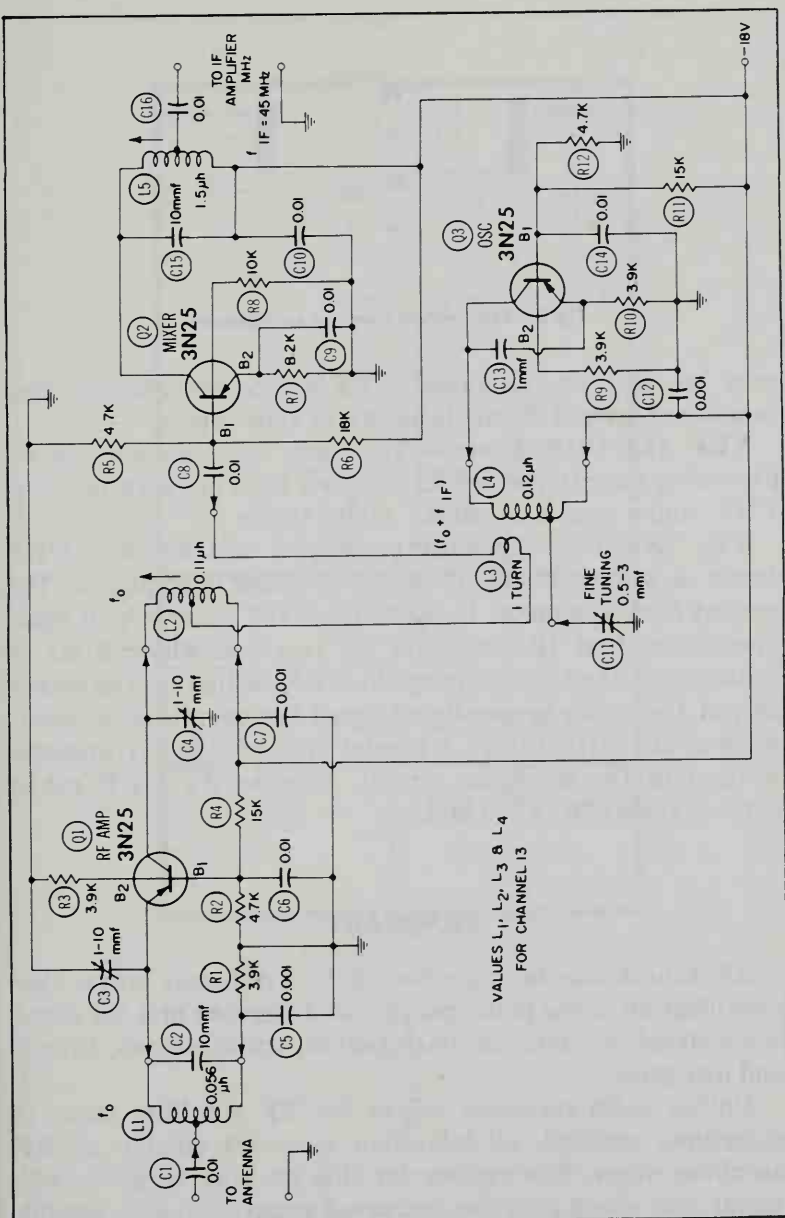 TO ANTENNA
C1
0.01
L1
f₀
0.056 μh
C2
10mmf
C5
0.001
R1
3.9K
R2
4.7K
C6
0.01
R4
15K
C7
0.001
C3
1-10 mmf
R3
3.9K
B2
B1
Q1
RF AMP
3N25
C4
1-10 mmf
L2
f₀
0.11μh
R5
4.7K
C8
0.01
R6
18K
B1
B2
Q2
MIXER
3N25
R7
8.2K
C9
0.01
R8
10K
C10
0.01
C15
10mmf
L5
1.5μh
C16
0.01
TO IF
AMPLIFIER
MHz
f IF = 45 MHz
L3
1 TURN
(f₀ + f IF)
L4
0.12μh
C11
FINE
TUNING
0.5-3
mmf
C13
1mmf
Q3
OSC
3N25
B2
B1
R9
3.9K
C12
0.001
R10
3.9K
C14
0.01
R11
15K
R12
4.7K
-18V
VALUES L₁, L₂, L₃ & L₄
FOR CHANNEL 13